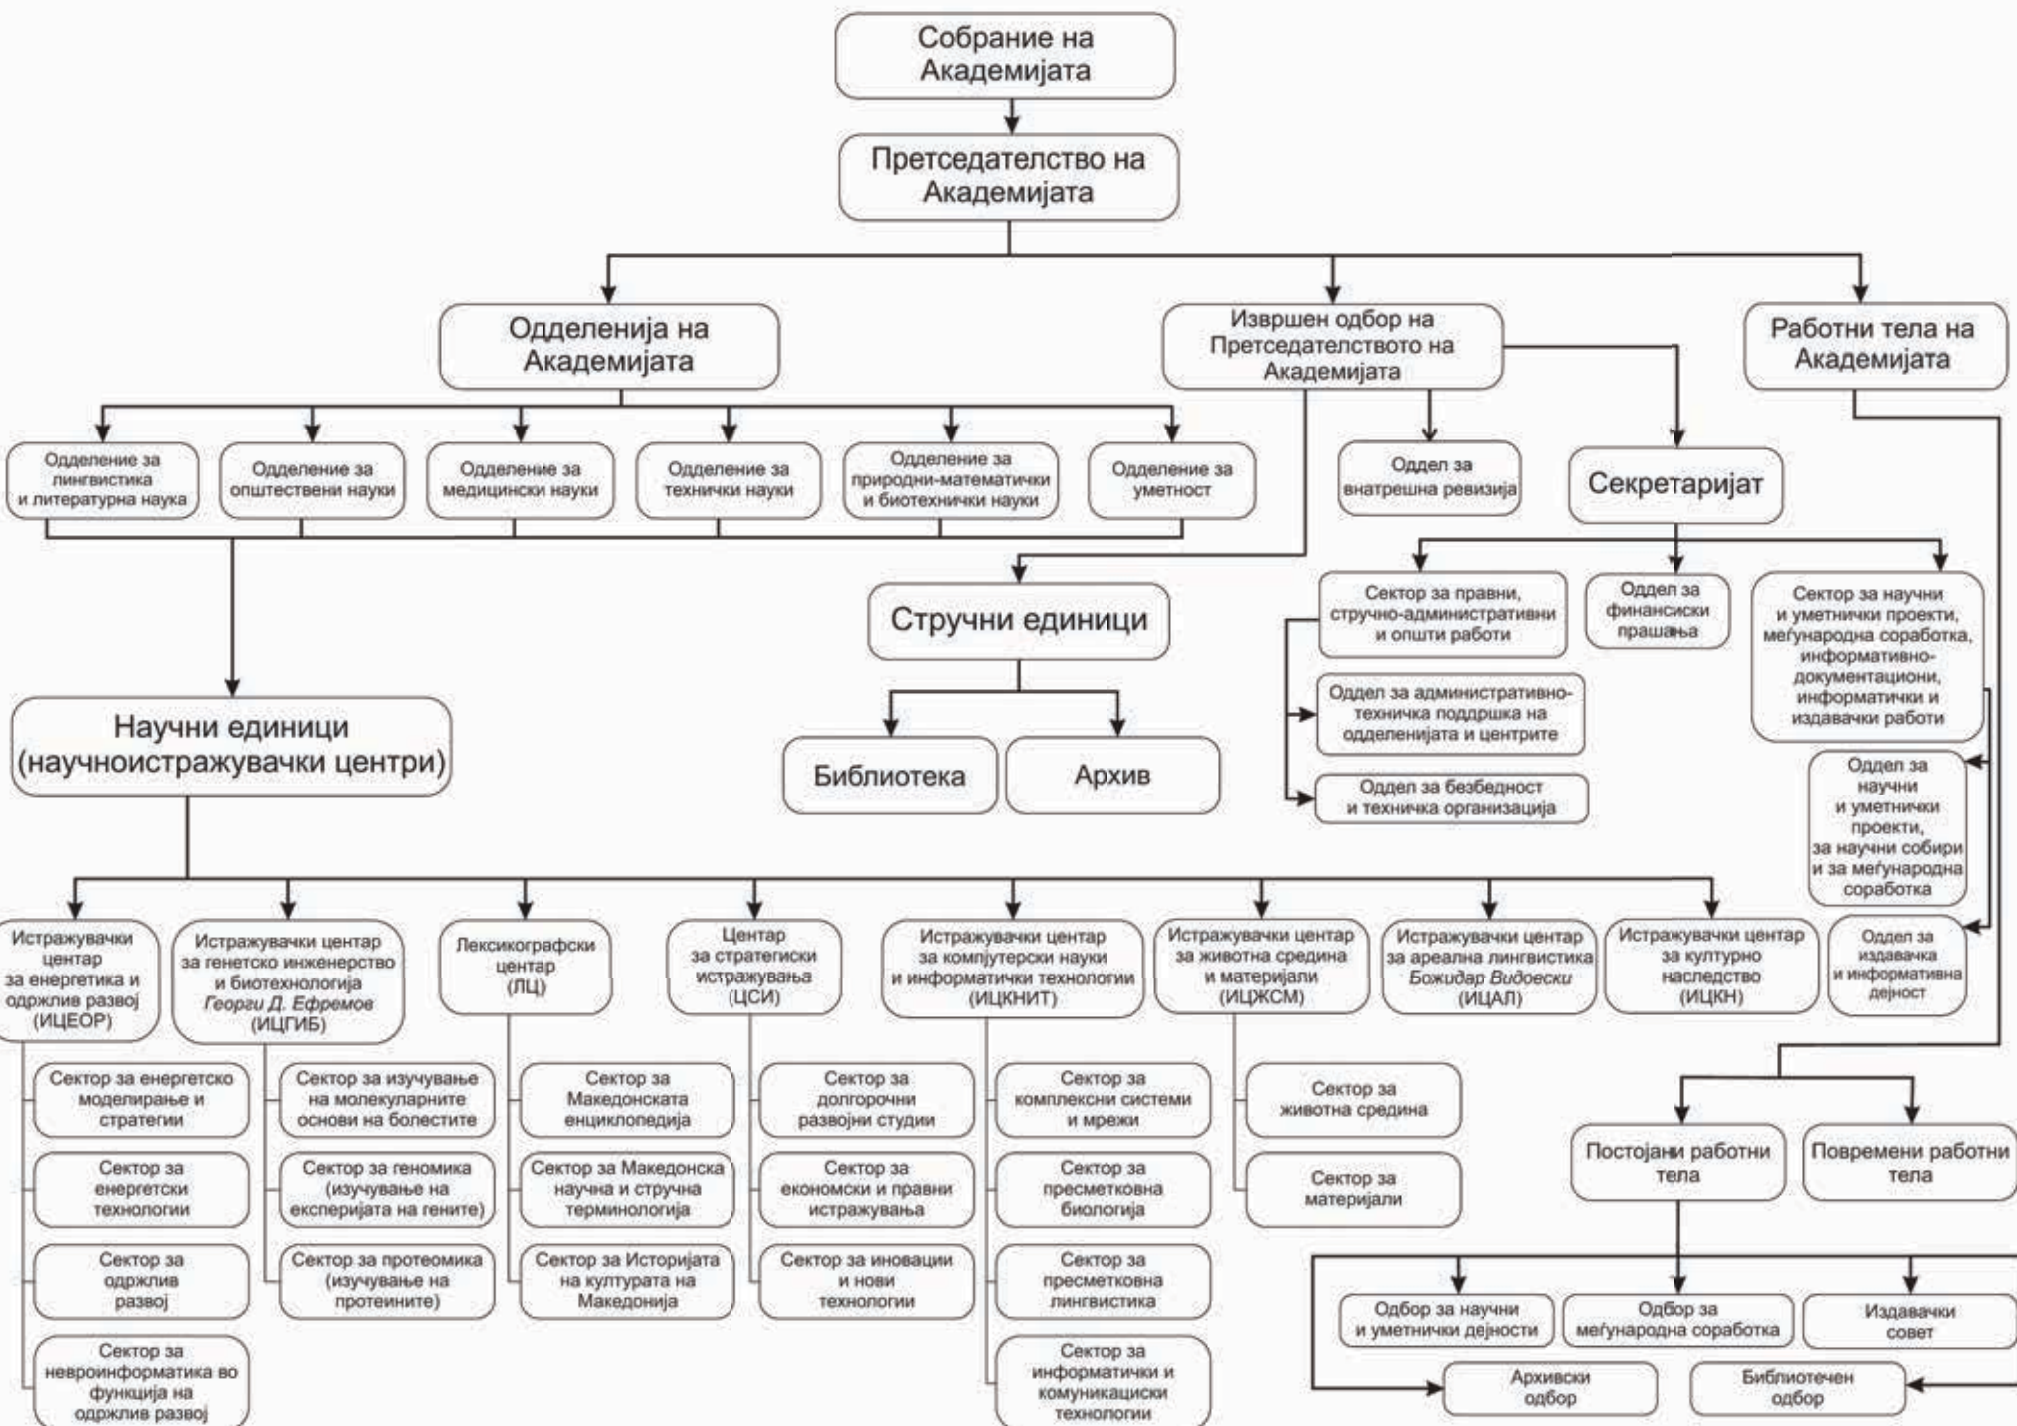 Собрание на
Академијата
Претседателство на
Академијата
Одделенија на
Академијата
Извршен одбор на
Претседателството на
Академијата
Работни тела на
Академијата
Одделение за
лингвистика
и литературна наука
Одделение за
општествени науки
Одделение за
медицински науки
Одделение за
технички науки
Одделение за
природни-математички
и биотехнички науки
Одделение за
уметност
Оддел за
внатрешна ревизија
Секретаријат
Стручни единици
Сектор за правни,
стручно-административни
и општи работи
Оддел за
финансиски
прашања
Сектор за научни
и уметнички проекти,
меѓународна соработка,
информативно-
документациони,
информатички и
издавачки работи
Оддел за административно-
техничка поддршка на
одделенијата и центрите
Научни единици
(научноистражувачки центри)
Библиотека
Архив
Оддел за безбедност
и техничка организација
Оддел за
научни
и уметнички
проекти,
за научни собири
и за меѓународна
соработка
Истражувачки
центар
за енергетика и
одржлив развој
(ИЦЕОР)
Истражувачки центар
за генетско инженерство
и биотехнологија
Георги Д. Ефремов
(ИЦГИБ)
Лексикографски
центар
(ЛЦ)
Центар
за стратегиски
истражувања
(ЦСИ)
Истражувачки центар
за компјутерски науки
и информатички технологии
(ИЦКНИТ)
Истражувачки центар
за животна средина
и материјали
(ИЦЖСМ)
Истражувачки центар
за ареална лингвистика
Божидар Видоески
(ИЦАЛ)
Истражувачки центар
за културно
наследство
(ИЦКН)
Оддел за
издавачка
и информативна
дејност
Сектор за енергетско
моделирање и
стратегии
Сектор за изучување
на молекуларните
основи на болестите
Сектор за
Македонската
енциклопедија
Сектор за
долгорочни
развојни студии
Сектор за
комплексни системи
и мрежи
Сектор за
животна средина
Постојани работни
тела
Повремени работни
тела
Сектор за
енергетски
технологии
Сектор за геномика
(изучување на
експеријата на гените)
Сектор за Македонска
научна и стручна
терминологија
Сектор за
економски и правни
истражувања
Сектор за
пресметковна
биологија
Сектор за
материјали
Сектор за
одржлив
развој
Сектор за протеомика
(изучување на
протеините)
Сектор за Историјата
на културата на
Македонија
Сектор за иновации
и нови
технологии
Сектор за
пресметковна
лингвистика
Одбор за научни
и уметнички дејности
Одбор за
меѓународна соработка
Издавачки
совет
Сектор за
невроинформатика во
функција на
одржлив развој
Сектор за
информатички и
комуникациски
технологии
Архивски
одбор
Библиотечен
одбор